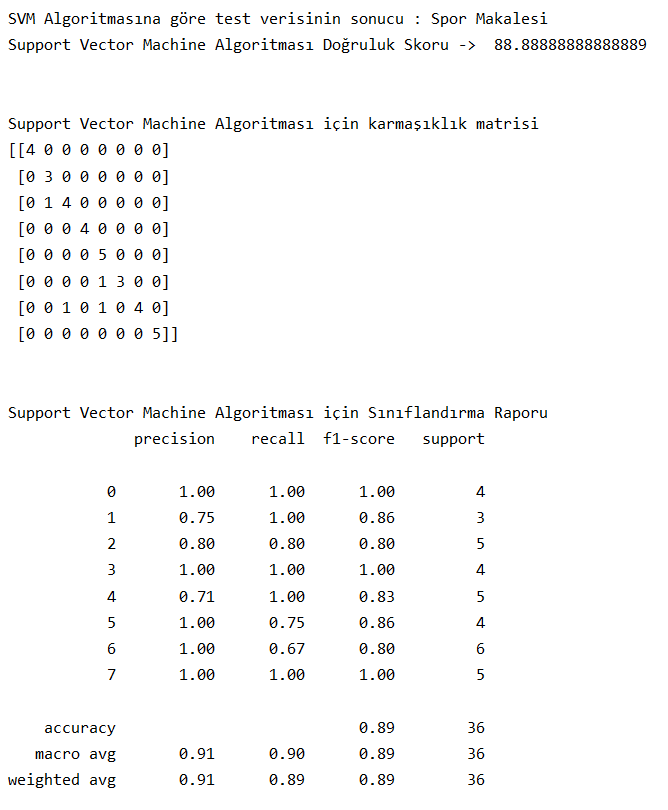 SVM Algoritmasına göre test verisinin sonucu : Spor Makalesi
Support Vector Machine Algoritması Doğruluk Skoru ->  88.88888888888889
Support Vector Machine Algoritması için karmaşıklık matrisi
[[4 0 0 0 0 0 0 0]
 [0 3 0 0 0 0 0 0]
 [0 1 4 0 0 0 0 0]
 [0 0 0 4 0 0 0 0]
 [0 0 0 0 5 0 0 0]
 [0 0 0 0 1 3 0 0]
 [0 0 1 0 1 0 4 0]
 [0 0 0 0 0 0 0 5]]
Support Vector Machine Algoritması için Sınıflandırma Raporu
              precision    recall  f1-score   support
           0       1.00      1.00      1.00         4
           1       0.75      1.00      0.86         3
           2       0.80      0.80      0.80         5
           3       1.00      1.00      1.00         4
           4       0.71      1.00      0.83         5
           5       1.00      0.75      0.86         4
           6       1.00      0.67      0.80         6
           7       1.00      1.00      1.00         5
    accuracy                           0.89        36
   macro avg       0.91      0.90      0.89        36
weighted avg       0.91      0.89      0.89        36